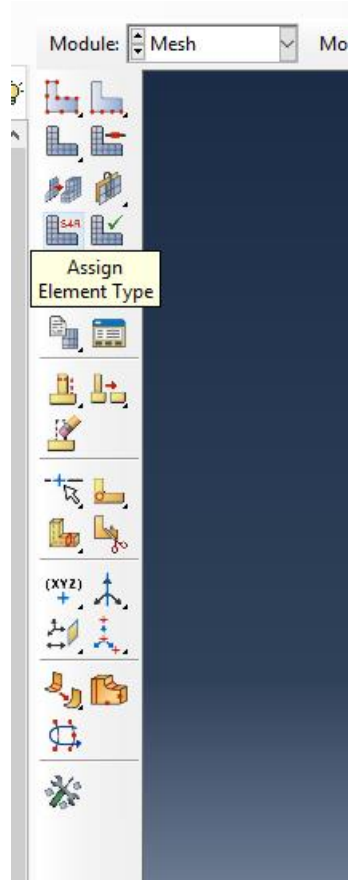 Module: Mesh Mo
S4R
Assign
Element Type
(XYZ)